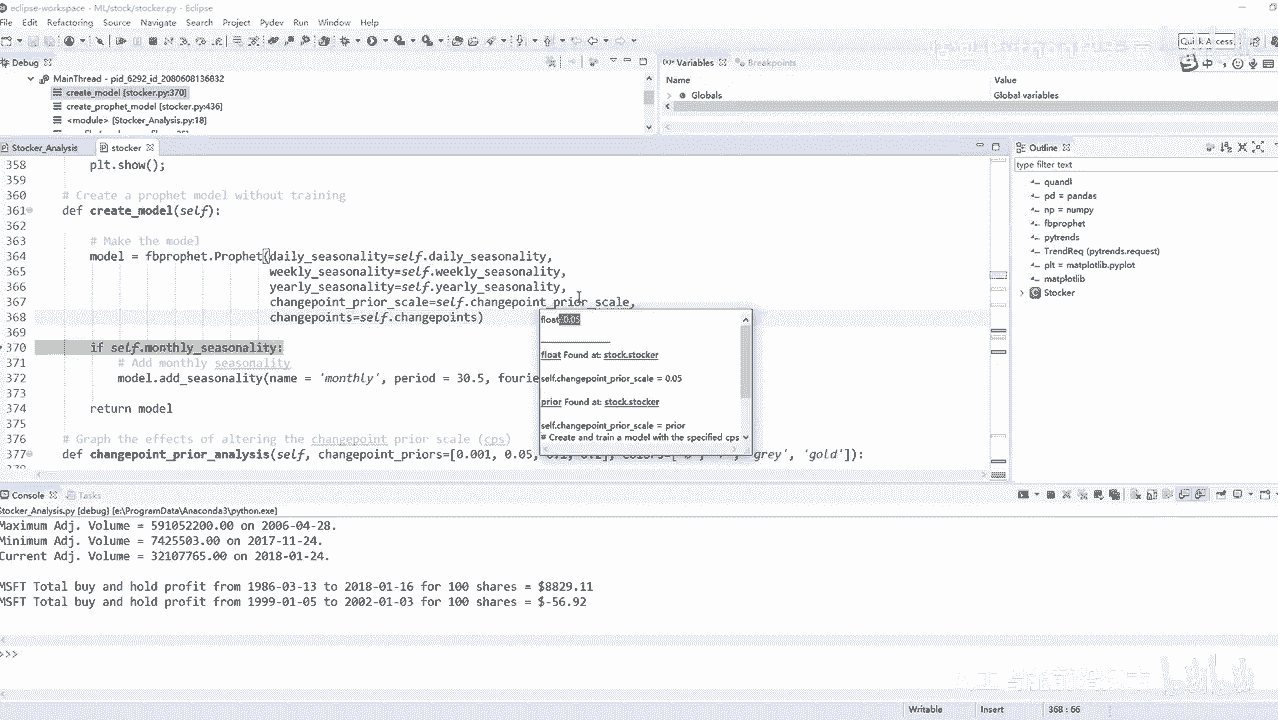 eclipse-workspace - ML/stock/stocker.py - Eclipse
File Edit Refactoring Source Navigate Search Project Pydev Run Window Help
Debug
MainThread - pid_6292_id_2080608136832
create_model [stocker.py:370]
create_prophet_model [stocker.py:436]
<module> [Stocker_Analysis.py:18]
Variables Breakpoints
Name Value
Globals Global variables
Stocker_Analysis stocker
358 plt.show();
359
360 # Create a prophet model without training
361 def create_model(self):
362
363 # Make the model
364 model = fbprophet.Prophet(daily_seasonality=self.daily_seasonality,
365 weekly_seasonality=self.weekly_seasonality,
366 yearly_seasonality=self.yearly_seasonality,
367 changepoint_prior_scale=self.changepoint_prior_scale,
368 changepoints=self.changepoints)
369
370 if self.monthly_seasonality:
371 # Add monthly seasonality
372 model.add_seasonality(name = 'monthly', period = 30.5, fourie
373
374 return model
375
376 # Graph the effects of altering the changepoint prior scale (cps)
377 def changepoint_prior_analysis(self, changepoint_priors=[0.001, 0.05, 'grey', 'gold']):
float: 0.05
float Found at: stock.stocker
self.changepoint_prior_scale = 0.05
prior Found at: stock.stocker
self.changepoint_prior_scale = prior
# Create and train a model with the specified cps
Outline
type filter text
quandl
pd = pandas
np = numpy
fbprophet
pytrends
TrendReq (pytrends.request)
plt = matplotlib.pyplot
matplotlib
Stocker
Console Tasks
Stocker_Analysis.py [debug] [e:\ProgramData\Anaconda3\python.exe]
Maximum Adj. Volume = 591052200.00 on 2006-04-28.
Minimum Adj. Volume = 7425503.00 on 2017-11-24.
Current Adj. Volume = 32107765.00 on 2018-01-24.
MSFT Total buy and hold profit from 1986-03-13 to 2018-01-16 for 100 shares = $8829.11
MSFT Total buy and hold profit from 1999-01-05 to 2002-01-03 for 100 shares = $-56.92
>>>
Writable Insert 368 : 66